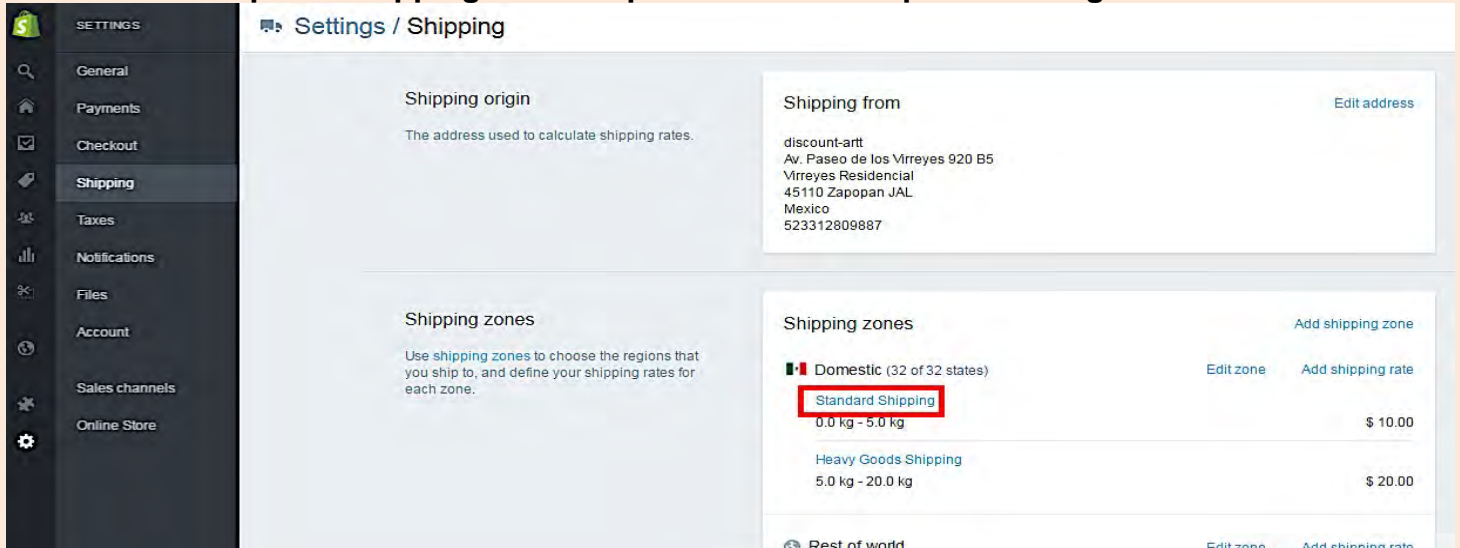 SETTINGS
Settings / Shipping
General
Payments
Checkout
Shipping
Taxes
Notifications
Files
Account
Sales channels
Online Store
Shipping origin
The address used to calculate shipping rates.
Shipping from
Edit address
discount-artt
Av. Paseo de los Virreyes 920 B5
Virreyes Residencial
45110 Zapopan JAL
Mexico
523312809887
Shipping zones
Use shipping zones to choose the regions that
you ship to, and define your shipping rates for
each zone.
Shipping zones
Add shipping zone
Domestic (32 of 32 states)
Edit zone
Add shipping rate
Standard Shipping
0.0 kg - 5.0 kg
$ 10.00
Heavy Goods Shipping
5.0 kg - 20.0 kg
$ 20.00
Rest of world
Edit zone
Add shipping rate